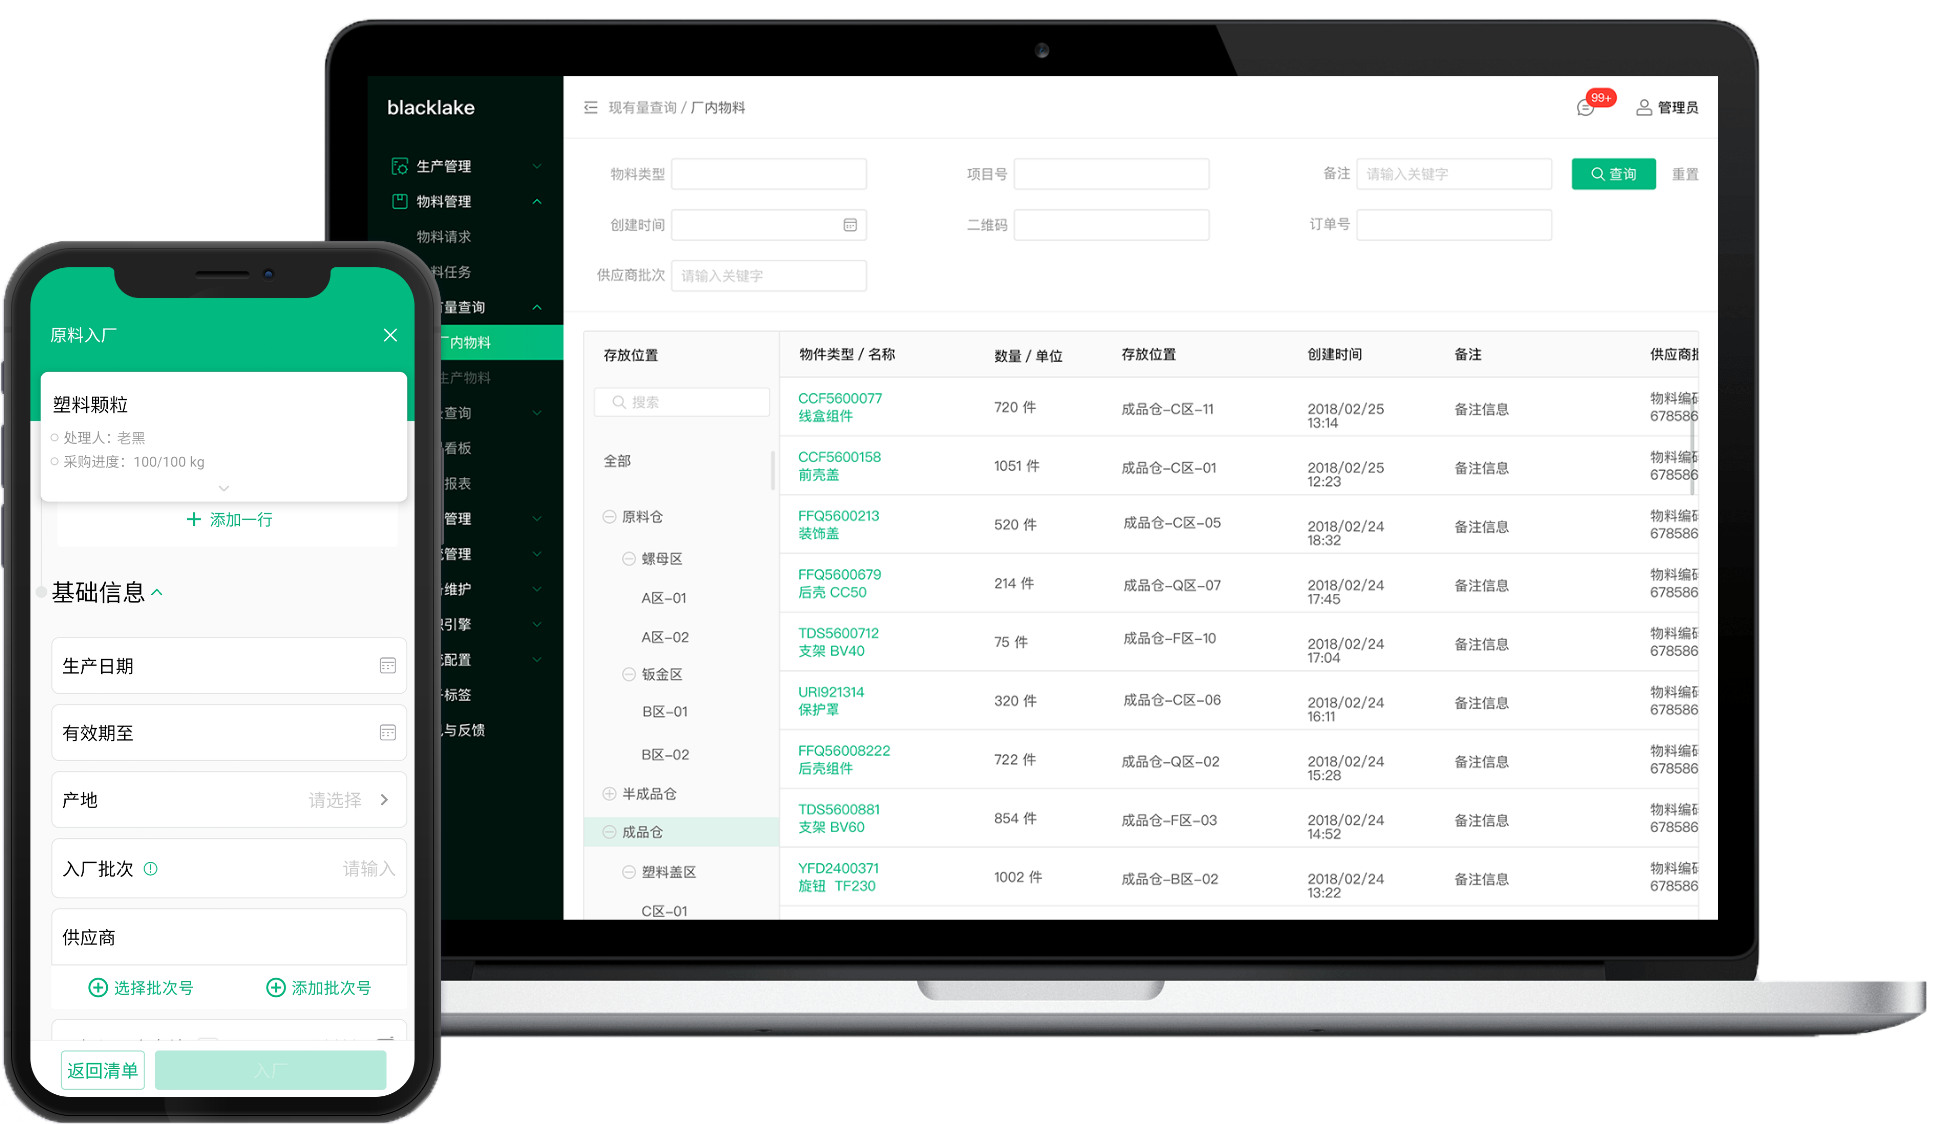 blacklake
生产管理
物料管理
物料请求
料任务
量查询
厂内物料
生产物料
查询
看板
报表
管理
管理
维护
引擎
配置
标签
与反馈
现有量查询 / 厂内物料
99+
管理员
物料类型
项目号
备注
请输入关键字
查询
重置
创建时间
二维码
订单号
供应商批次
请输入关键字
存放位置
搜索
全部
原料仓
螺母区
A区-01
A区-02
钣金区
B区-01
B区-02
半成品仓
成品仓
塑料盖区
C区-01
物件类型 / 名称 数量 / 单位 存放位置 创建时间 备注 供应商批
CCF5600077 720 件 成品仓-C区-11 2018/02/25 备注信息 物料编码
线盒组件 13:14 678586
CCF5600158 1051 件 成品仓-C区-01 2018/02/25 备注信息 物料编码
前壳盖 12:23 678586
FFQ5600213 520 件 成品仓-C区-05 2018/02/24 备注信息 物料编码
装饰盖 18:32 678586
FFQ5600679 214 件 成品仓-Q区-07 2018/02/24 备注信息 物料编码
后壳 CC50 17:45 678586
TDS5600712 75 件 成品仓-F区-10 2018/02/24 备注信息 物料编码
支架 BV40 17:04 678586
URI921314 320 件 成品仓-C区-06 2018/02/24 备注信息 物料编码
保护罩 16:11 678586
FFQ56008222 722 件 成品仓-Q区-02 2018/02/24 备注信息 物料编码
后壳组件 15:28 678586
TDS5600881 854 件 成品仓-F区-03 2018/02/24 备注信息 物料编码
支架 BV60 14:52 678586
YFD2400371 1002 件 成品仓-B区-02 2018/02/24 备注信息 物料编码
旋钮 TF230 13:22 678586
原料入厂
塑料颗粒
处理人：老黑
采购进度：100/100 kg
添加一行
基础信息
生产日期
有效期至
产地 请选择
入厂批次 请输入
供应商
选择批次号 添加批次号
返回清单 入厂